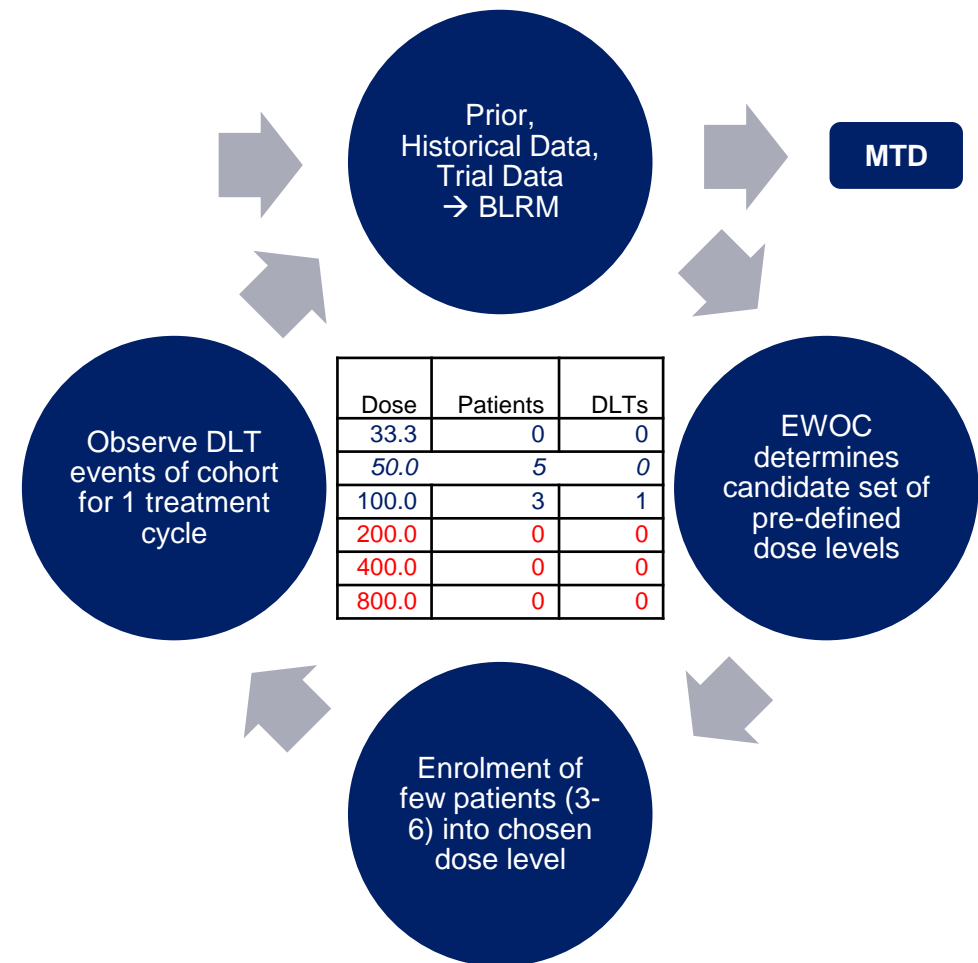 Prior,
Historical Data,
Trial Data
→ BLRM
MTD
EWOC
determines
candidate set of
pre-defined
dose levels
Enrolment of
few patients (3-
6) into chosen
dose level
Observe DLT
events of cohort
for 1 treatment
cycle
Dose Patients DLTs
33.3 0 0
50.0 5 0
100.0 3 1
200.0 0 0
400.0 0 0
800.0 0 0